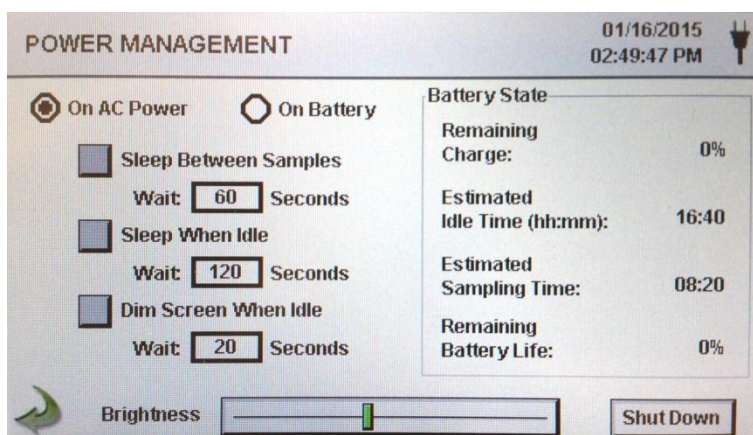 POWER MANAGEMENT
01/16/2015
02:49:47 PM
On AC Power
On Battery
Sleep Between Samples
Wait: 60 Seconds
Sleep When Idle
Wait: 120 Seconds
Dim Screen When Idle
Wait: 20 Seconds
Battery State
Remaining
Charge: 0%
Estimated
Idle Time (hh:mm): 16:40
Estimated
Sampling Time: 08:20
Remaining
Battery Life: 0%
Brightness
Shut Down